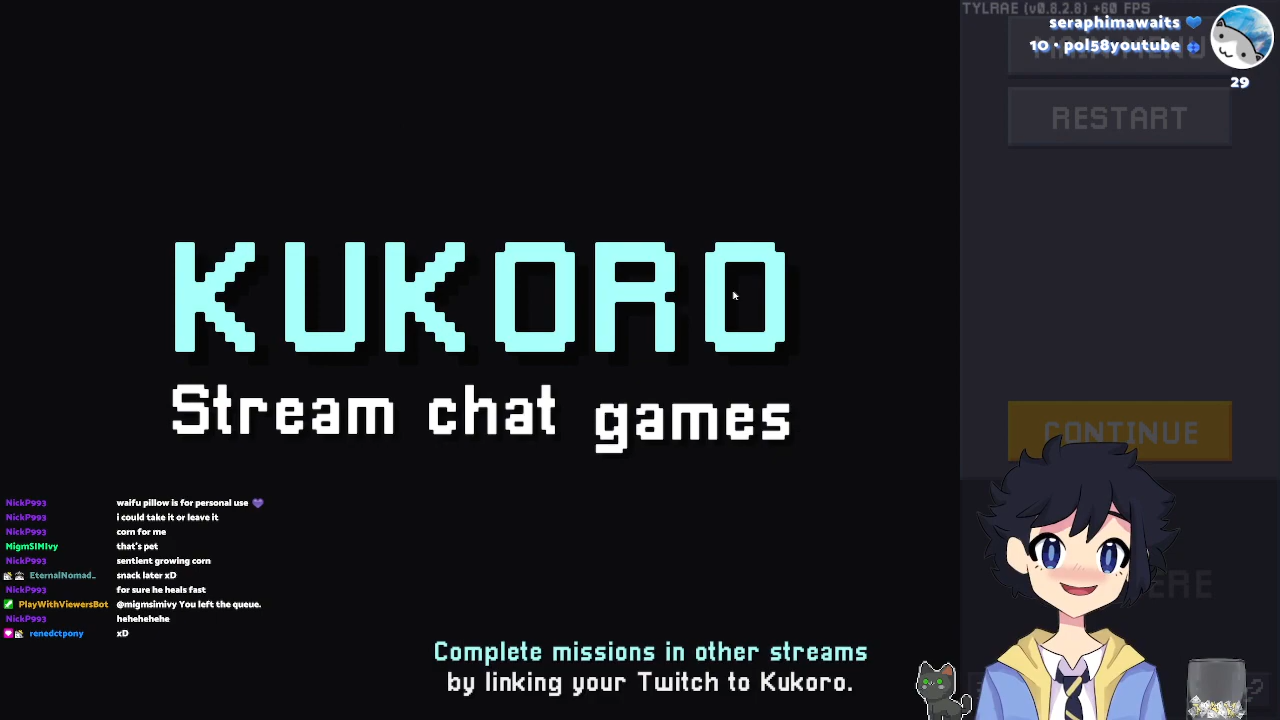 TYLRAE (v0.8.2.8) +60 FPS
seraphimawaits 💙
10 • pol58youtube
29
MAIN MENU
RESTART
KUKORO
Stream chat games
CONTINUE
NickP993 waifu pillow is for personal use 💜
NickP993 i could take it or leave it
NickP993 corn for me
MigmSIMIvy that's pet
NickP993 sentient growing corn
EternalNomad.. snack later xD
NickP993 for sure he heals fast
PlayWithViewersBot @migmsimivy You left the queue.
NickP993 hehehehehe
renedctpony xD
Complete missions in other streams
by linking your Twitch to Kukoro.